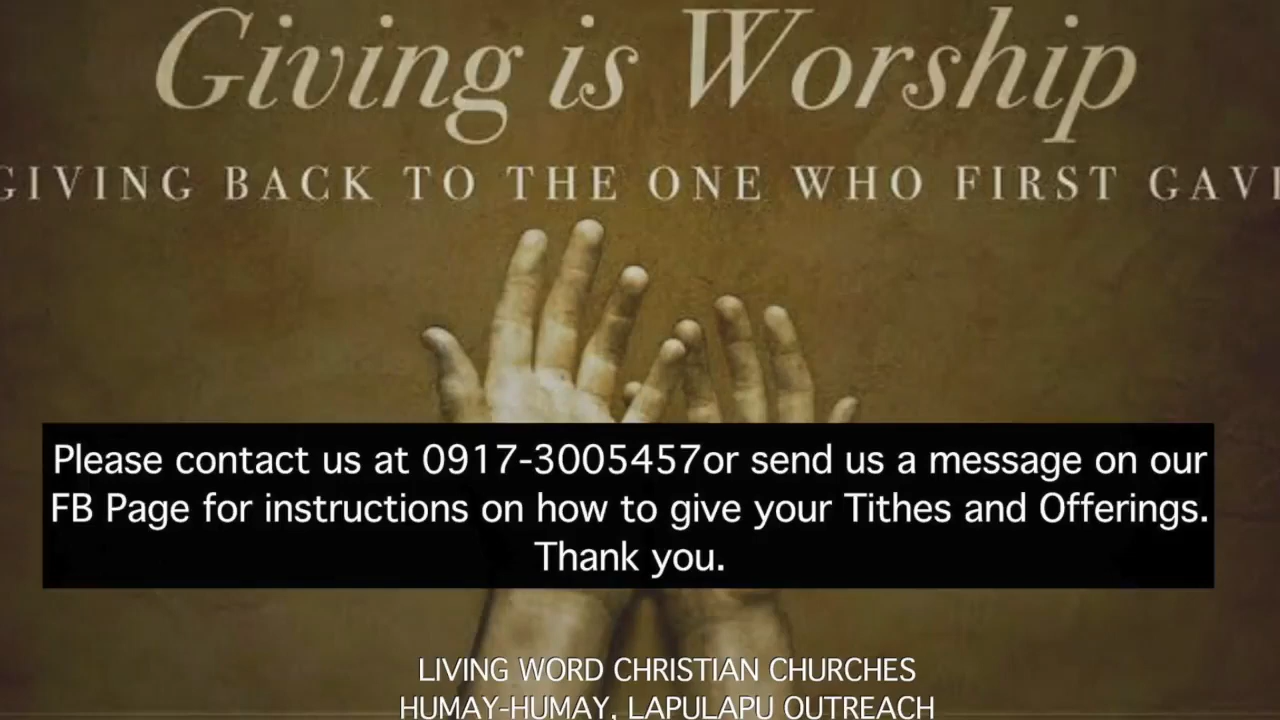 Giving is Worship
GIVING BACK TO THE ONE WHO FIRST GAVE
Please contact us at 0917-3005457or send us a message on our
FB Page for instructions on how to give your Tithes and Offerings.
Thank you.
LIVING WORD CHRISTIAN CHURCHES
HUMAY-HUMAY, LAPULAPU OUTREACH